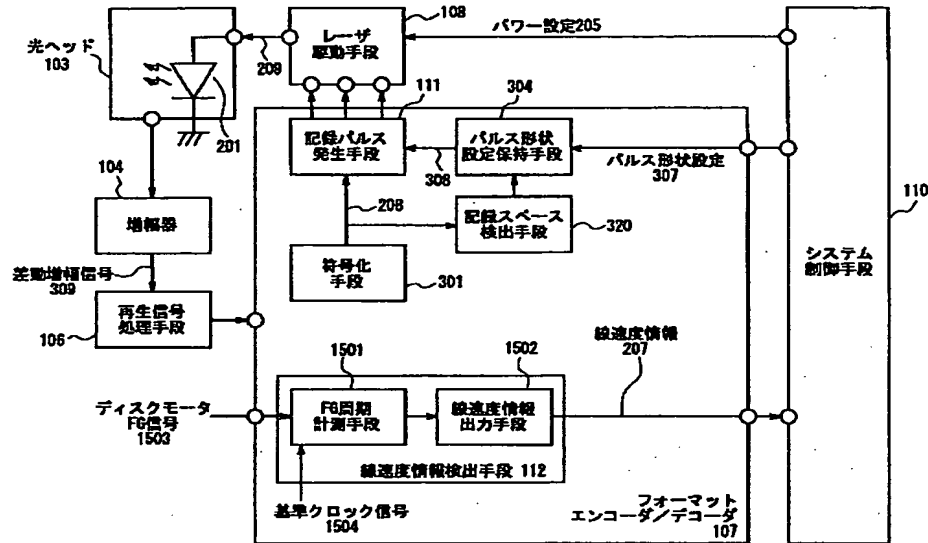 光ヘッド
103
201
209
108
レーザ
駆動手段
パワー設定205
111
記録パルス
発生手段
304
パルス形状
設定保持手段
308
パルス形状設定
307
110
システム
制御手段
104
増幅器
差動増幅信号
309
再生信号
処理手段
106
208
記録スペース
検出手段
320
符号化
手段
301
線速度情報
207
1501
FG周期
計測手段
1502
線速度情報
出力手段
ディスクモータ
FG信号
1503
線速度情報検出手段 112
基準クロック信号
1504
フォーマット
エンコーダ/デコーダ
107